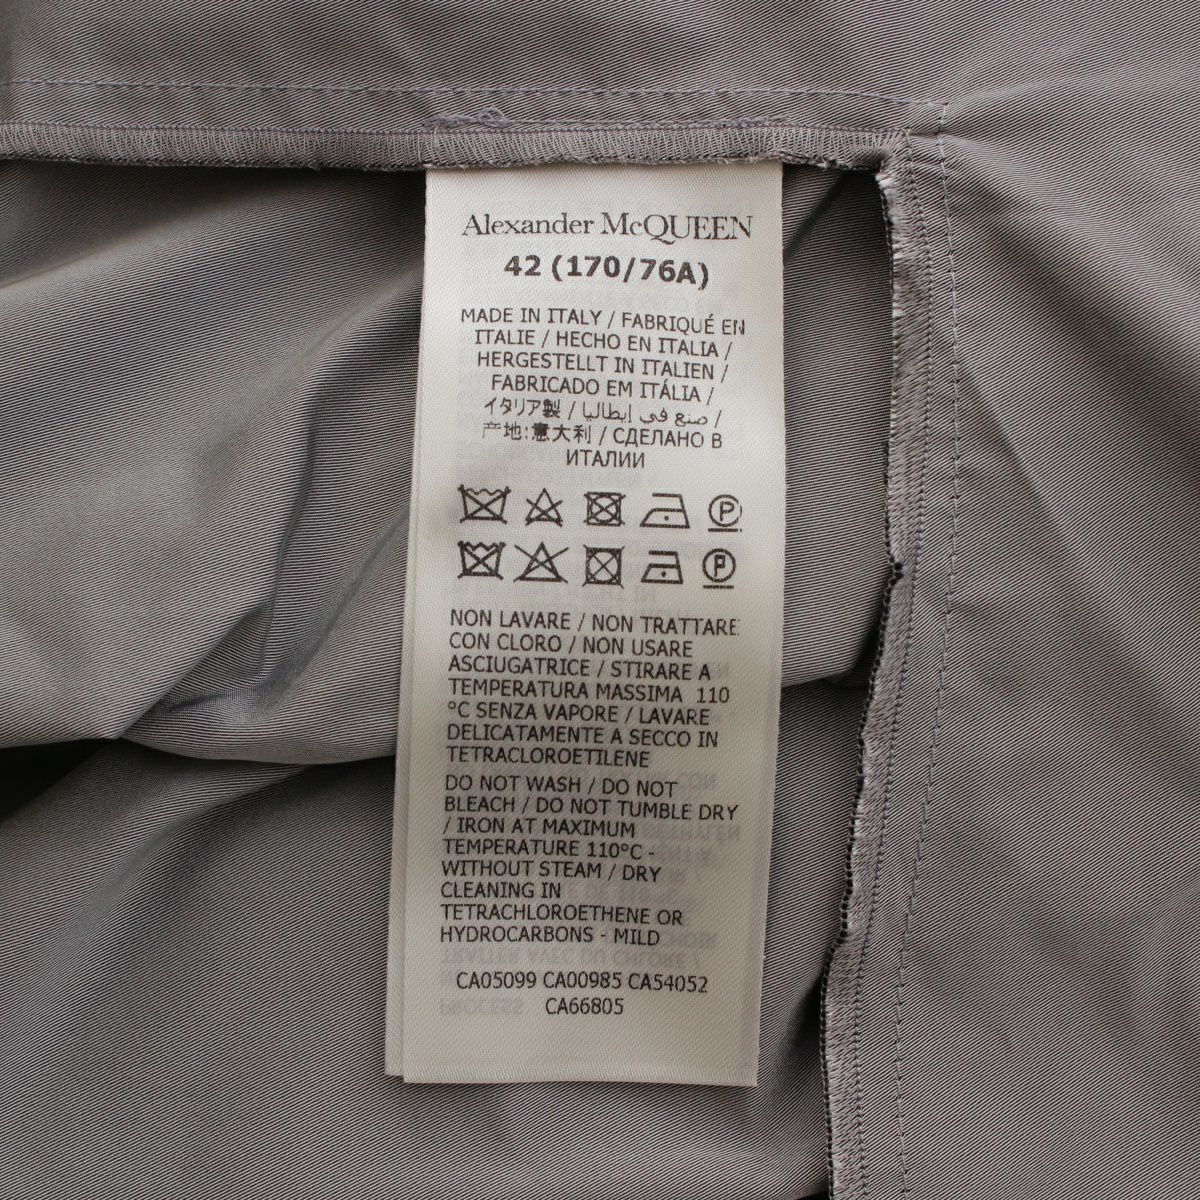 Alexander McQUEEN
42 (170/76A)
MADE IN ITALY / FABRIQUÉ EN
ITALIE / HECHO EN ITALIA /
HERGESTELLT IN ITALIEN /
FABRICADO EM ITÁLIA /
イタリア製 / صنع في إيطاليا /
产地:意大利 / СДЕЛАНО В
ИТАЛИИ
P
P
NON LAVARE / NON TRATTARE
CON CLORO / NON USARE
ASCIUGATRICE / STIRARE A
TEMPERATURA MASSIMA 110
°C SENZA VAPORE / LAVARE
DELICATAMENTE A SECCO IN
TETRACLOROETILENE
DO NOT WASH / DO NOT
BLEACH / DO NOT TUMBLE DRY
/ IRON AT MAXIMUM
TEMPERATURE 110°C -
WITHOUT STEAM / DRY
CLEANING IN
TETRACHLOROETHENE OR
HYDROCARBONS - MILD
CA05099 CA00985 CA54052
CA66805